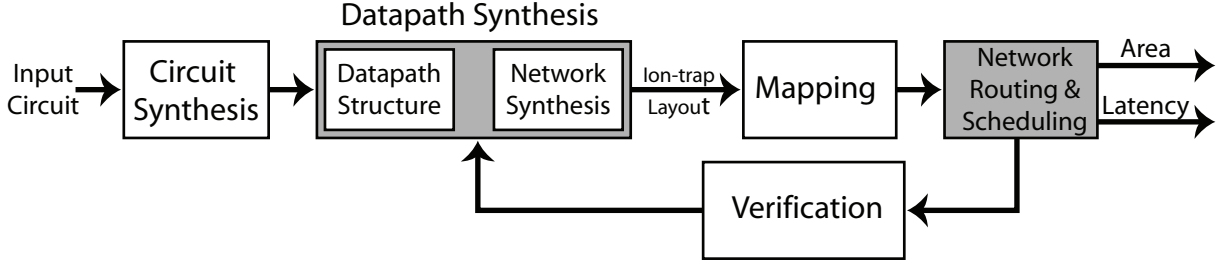 Datapath Synthesis
Input
Circuit
Circuit
Synthesis
Datapath
Structure
Network
Synthesis
Ion-trap
Layout
Mapping
Network
Routing &
Scheduling
Area
Latency
Verification